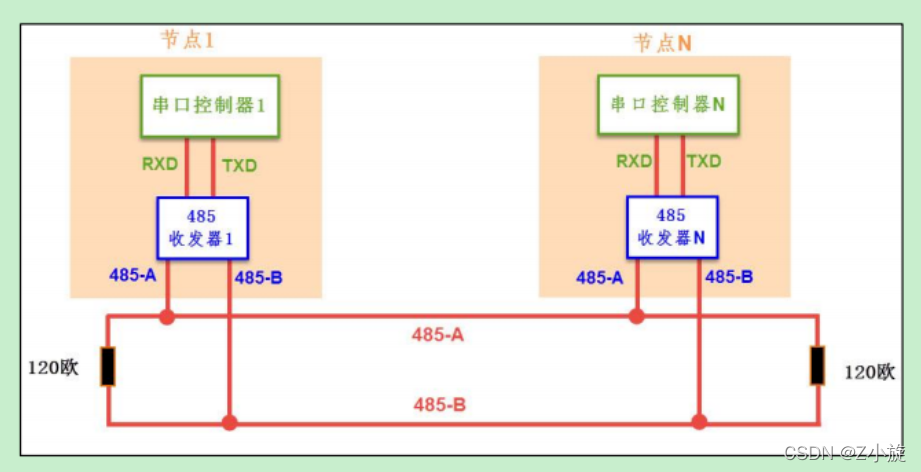 节点1
节点N
串口控制器1
串口控制器N
RXD
TXD
RXD
TXD
485
收发器1
485
收发器N
485-A
485-B
485-A
485-B
485-A
120欧
120欧
485-B
CSDN @Z小旋